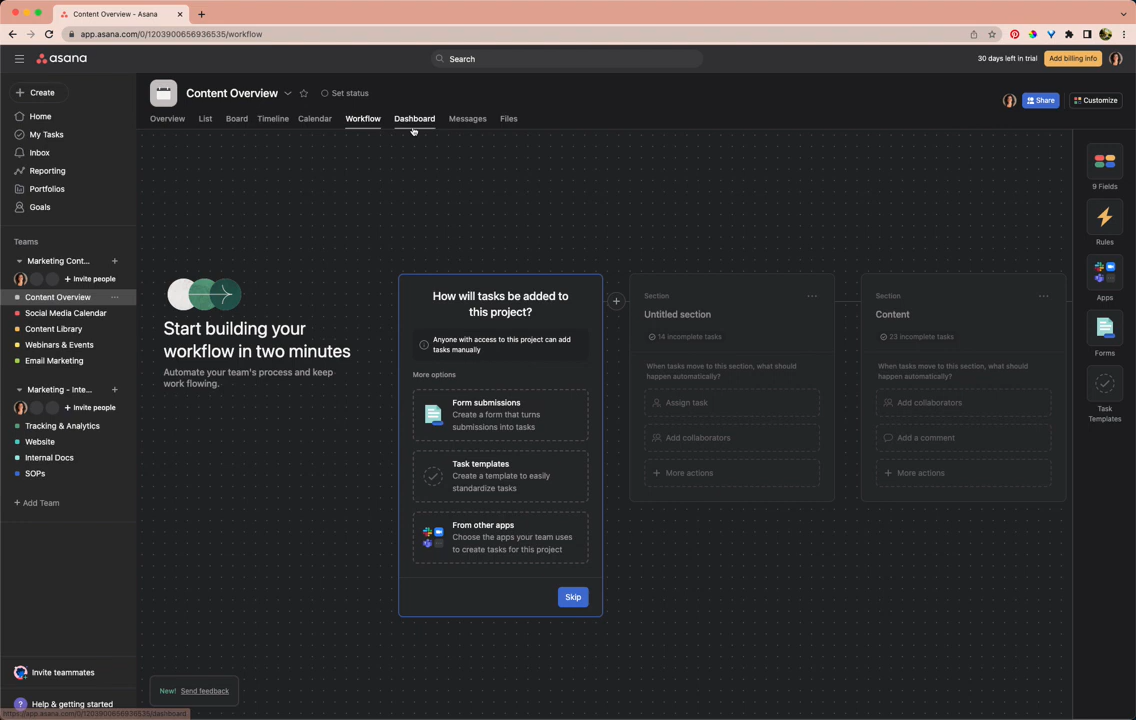 Content Overview - Asana
app.asana.com/0/1203900656936535/workflow
asana
Search
30 days left in trial
Add billing info
Create
Home
My Tasks
Inbox
Reporting
Portfolios
Goals
Teams
Marketing Cont...
Invite people
Content Overview
Social Media Calendar
Content Library
Webinars & Events
Email Marketing
Marketing - Inte...
Invite people
Tracking & Analytics
Website
Internal Docs
SOPs
+ Add Team
Invite teammates
? Help & getting started
https://app.asana.com/0/1203900656936535/dashboard
Content Overview
Set status
Share
Customize
Overview List Board Timeline Calendar Workflow Dashboard Messages Files
Start building your
workflow in two minutes
Automate your team's process and keep
work flowing.
New! Send feedback
How will tasks be added to
this project?
Anyone with access to this project can add
tasks manually
More options
Form submissions
Create a form that turns
submissions into tasks
Task templates
Create a template to easily
standardize tasks
From other apps
Choose the apps your team uses
to create tasks for this project
Skip
Section
Untitled section
14 incomplete tasks
When tasks move to this section, what should
happen automatically?
Assign task
Add collaborators
More actions
Section
Content
23 incomplete tasks
When tasks move to this section, what should
happen automatically?
Add collaborators
Add a comment
More actions
9 Fields
Rules
Apps
Forms
Task
Templates